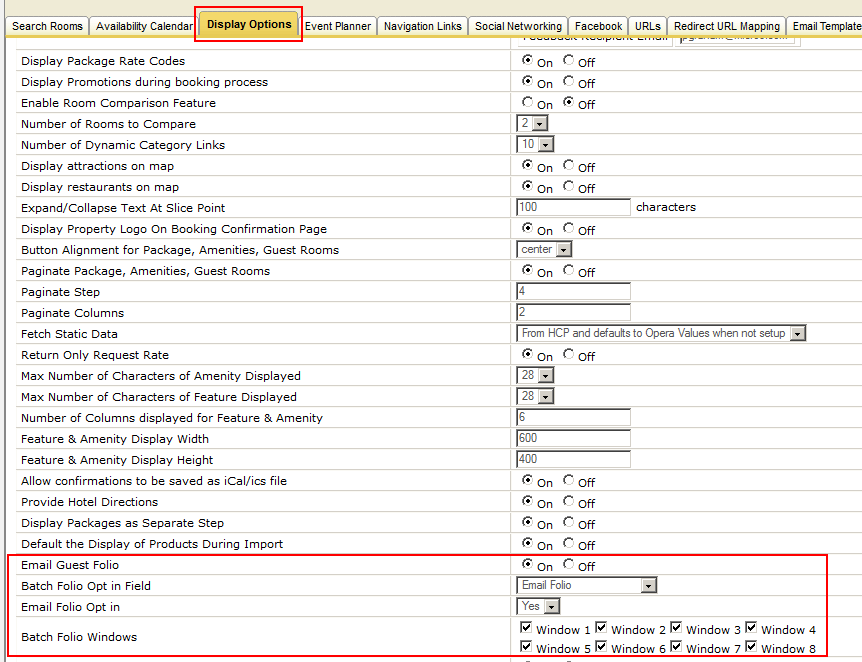 Search Rooms Availability Calendar Display Options Event Planner Navigation Links Social Networking Facebook URLs Redirect URL Mapping Email Template
Feedback Recipient Email
Display Package Rate Codes On Off
Display Promotions during booking process On Off
Enable Room Comparison Feature On Off
Number of Rooms to Compare 2
Number of Dynamic Category Links 10
Display attractions on map On Off
Display restaurants on map On Off
Expand/Collapse Text At Slice Point 100 characters
Display Property Logo On Booking Confirmation Page On Off
Button Alignment for Package, Amenities, Guest Rooms center
Paginate Package, Amenities, Guest Rooms On Off
Paginate Step 4
Paginate Columns 2
Fetch Static Data From HCP and defaults to Opera Values when not setup
Return Only Request Rate On Off
Max Number of Characters of Amenity Displayed 28
Max Number of Characters of Feature Displayed 28
Number of Columns displayed for Feature & Amenity 6
Feature & Amenity Display Width 600
Feature & Amenity Display Height 400
Allow confirmations to be saved as iCal/ics file On Off
Provide Hotel Directions On Off
Display Packages as Separate Step On Off
Default the Display of Products During Import On Off
Email Guest Folio On Off
Batch Folio Opt in Field Email Folio
Email Folio Opt in Yes
Batch Folio Windows Window 1 Window 2 Window 3 Window 4
Window 5 Window 6 Window 7 Window 8